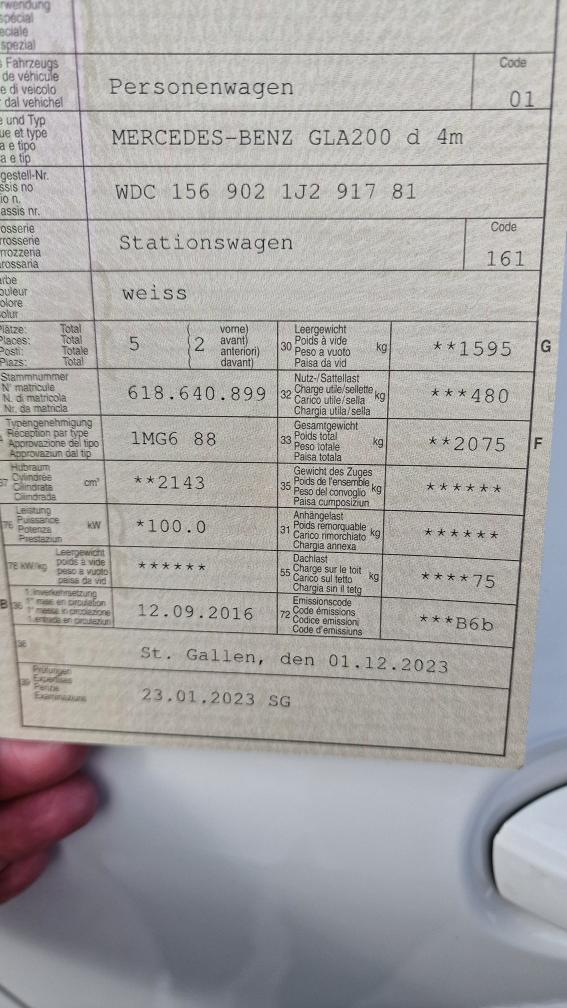 rwendung
spécial
eciale
spezial
Fahrzeugs
de véhicule
e di veicolo
dal vehichel
Personenwagen
Code
01
e und Typ
ue et type
a e tipo
a e tip
MERCEDES-BENZ GLA200 d 4m
gestell-Nr.
ssis no
io n.
assis nr.
WDC 156 902 1J2 917 81
osserie
rrosserie
rrozzeria
rossaria
Stationswagen
Code
161
arbe
ouleur
olore
olur
weiss
lätze: Total
Places: Total
Posti: Totale
Plazs: Total
5
2
vorne)
avant)
anteriori)
davant)
30
Leergewicht
Poids à vide
Peso a vuoto
Paisa da vid
kg
**1595
G
Stammnummer
N° matricule
N. di matricola
Nr. da matricla
618.640.899
32
Nutz-/Sattellast
Charge utile/sellette
Carico utile/sella
Chargia utila/sella
kg
***480
Typengenehmigung
Réception par type
Approvazione del tipo
Approvaziun dal tip
1MG6 88
33
Gesamtgewicht
Poids total
Peso totale
Paisa totala
kg
**2075
F
37
Hubraum
Cylindrée
Cilindrata
Cilindrada
cm³
**2143
35
Gewicht des Zuges
Poids de l'ensemble
Peso del convoglio
Paisa cumposiziun
kg
******
76
Leistung
Puissance
Potenza
Prestaziun
kW
*100.0
31
Anhängelast
Poids remorquable
Carico rimorchiato
Chargia annexa
kg
******
78 kW/kg
Leergewicht
poids à vide
peso a vuoto
paisa da vid
******
55
Dachlast
Charge sur le toit
Carico sul tetto
Chargia sin il tetg
kg
****75
B
36
1. Inverkehrsetzung
1re mise en circulation
1a messa in circolazione
1. entrada en circulaziun
12.09.2016
72
Emissionscode
Code émissions
Codice emissioni
Code d'emissiuns
***B6b
38
St. Gallen, den 01.12.2023
39
Prüfungen
Expertises
Perizie
Examinaziuns
23.01.2023 SG